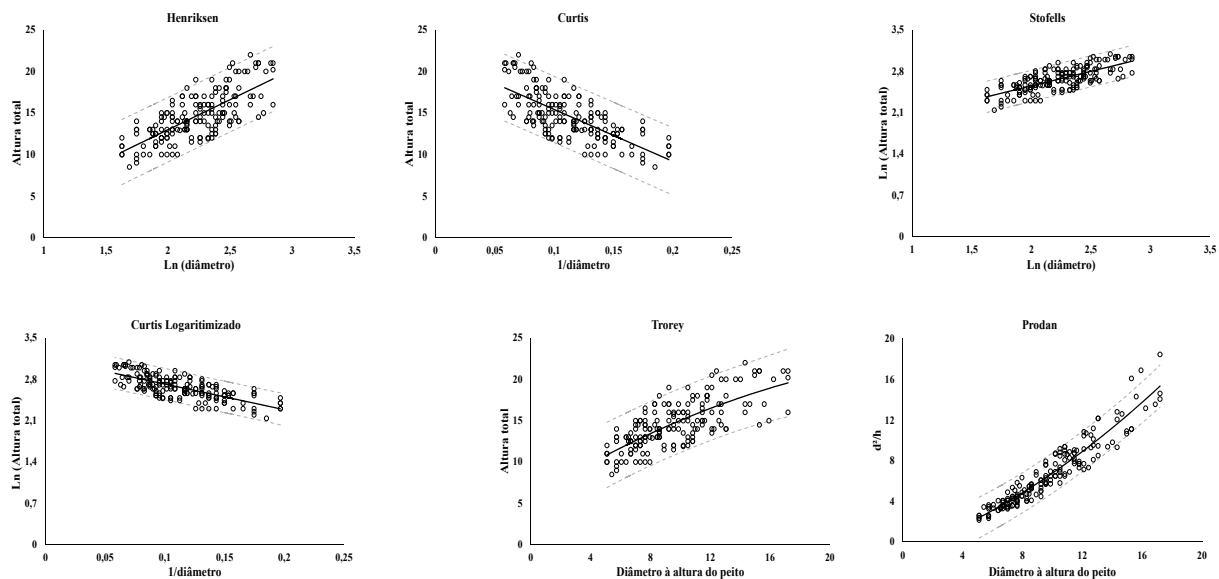 Henriksen
25
20
15
10
5
0
Altura total
1 1,5 2 2,5 3 3,5
Ln (diâmetro)
Curtis
25
20
15
10
5
0
Altura total
0 0,05 0,1 0,15 0,2 0,25
1/diâmetro
Stofells
3,5
2,8
2,1
1,4
0,7
0
Ln (Altura total)
1 1,5 2 2,5 3 3,5
Ln (diâmetro)
Curtis Logaritimizado
3,5
2,8
2,1
1,4
0,7
0
Ln (Altura total)
0 0,05 0,1 0,15 0,2 0,25
1/diâmetro
Trorey
25
20
15
10
5
0
Altura total
0 4 8 12 16 20
Diâmetro à altura do peito
Prodan
20
16
12
8
4
0
d²/h
0 4 8 12 16 20
Diâmetro à altura do peito